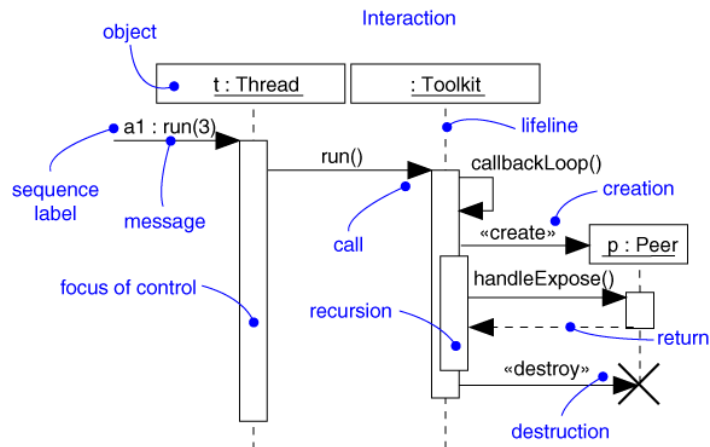 Interaction
object
t : Thread
: Toolkit
a1 : run(3)
lifeline
run()
callbackLoop()
sequence
label
message
call
creation
«create»
p : Peer
handleExpose()
focus of control
recursion
return
«destroy»
destruction